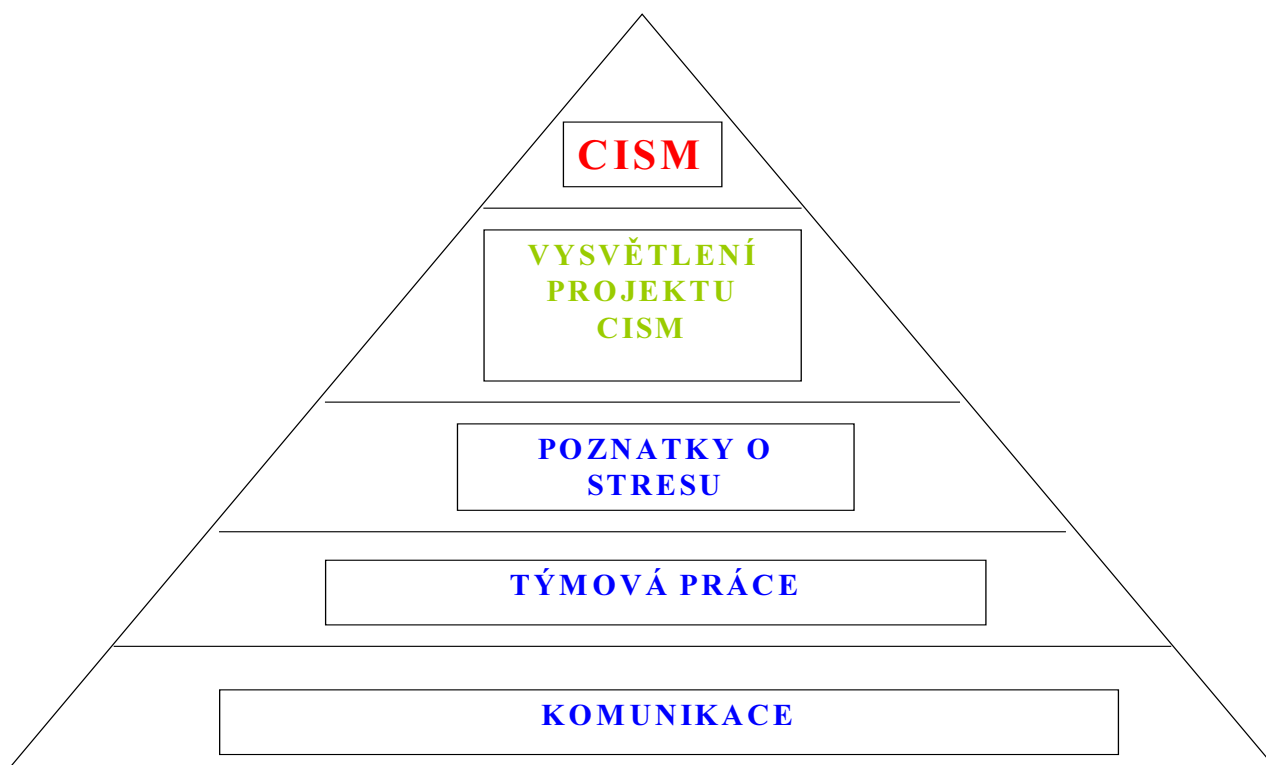 CISM
VYSVĚTLENÍ
PROJEKTU
CISM
POZNATKY O
STRESU
TÝMOVÁ PRÁCE
KOMUNIKACE